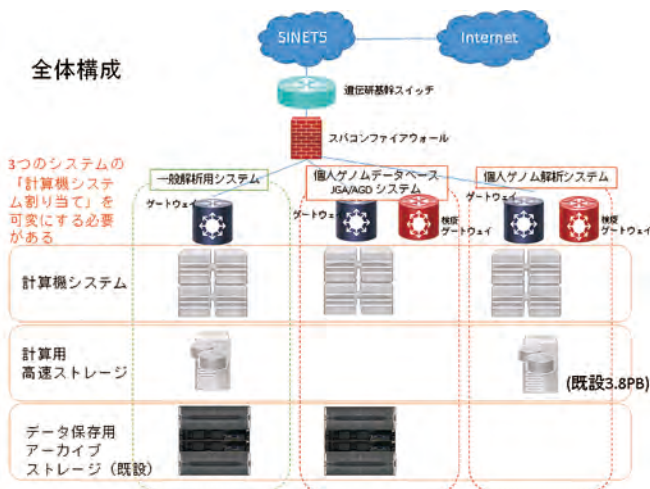 SINET5
Internet
全体構成
遺伝研基幹スイッチ
スパコンファイアウォール
3つのシステムの
「計算機システ
ム割り当て」を
可変にする必要
がある
一般解析用システム
個人ゲノムデータベース
JGA/AGD システム
個人ゲノム解析システム
ゲートウェイ
ゲートウェイ
検疫
ゲートウェイ
ゲートウェイ
検疫
ゲートウェイ
計算機システム
計算用
高速ストレージ
(既設3.8PB)
データ保存用
アーカイブ
ストレージ（既設）